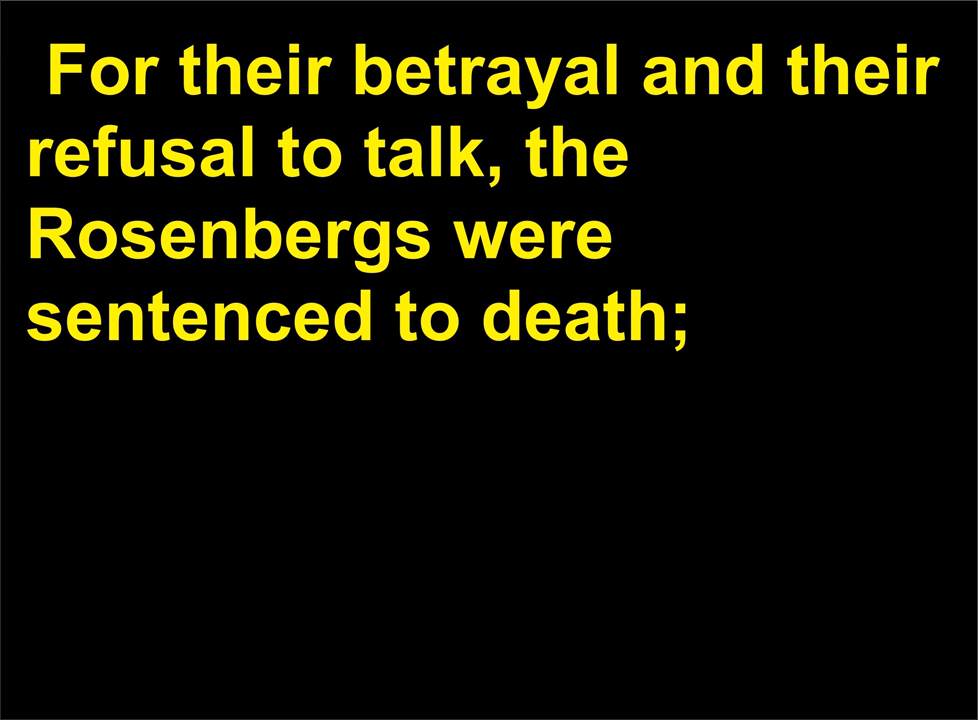 For their betrayal and their
refusal to talk, the
Rosenbergs were
sentenced to death;